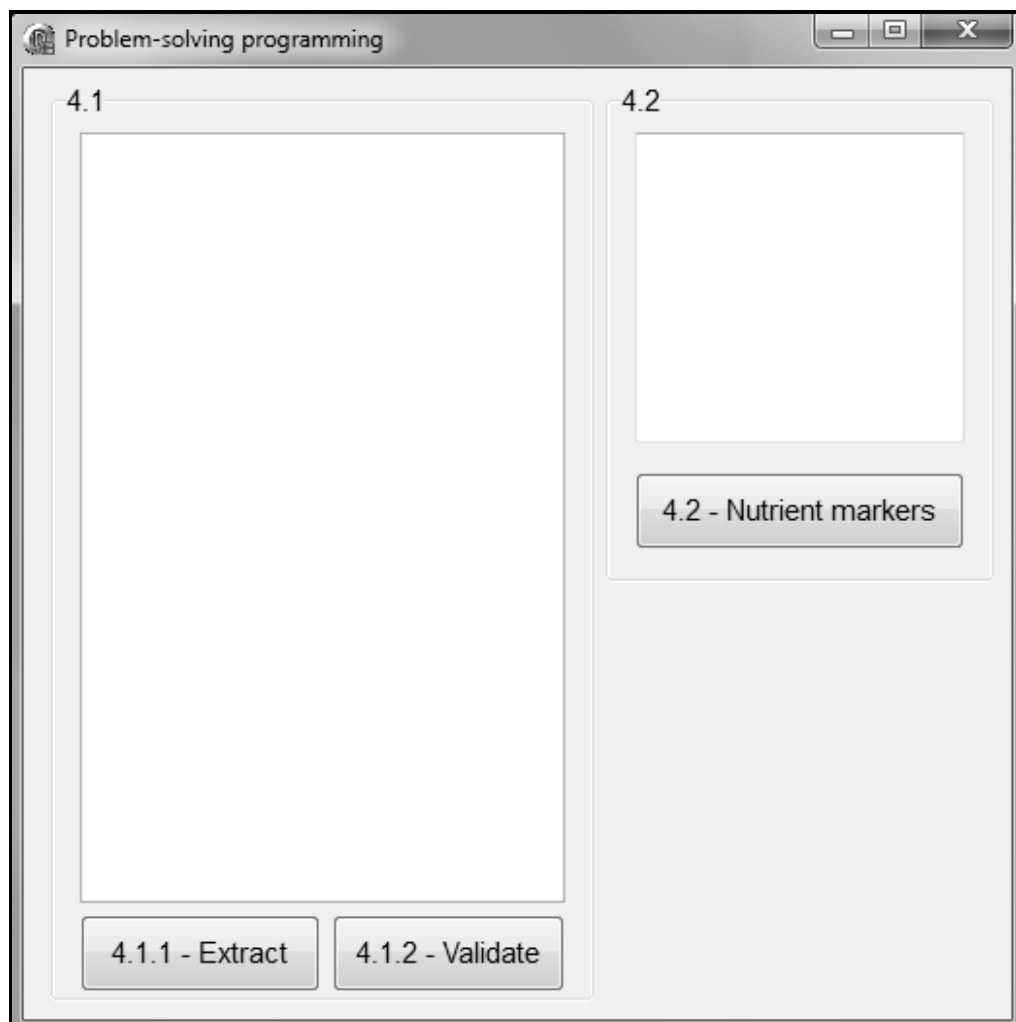 Problem-solving programming
4.1
4.2
4.2 - Nutrient markers
4.1.1 - Extract
4.1.2 - Validate